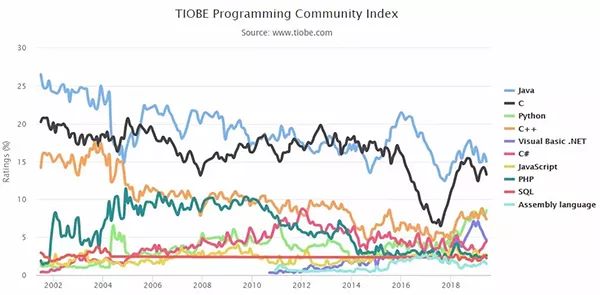 TIOBE Programming Community Index
Source: www.tiobe.com
30
25
20
15
10
5
0
Ratings (%)
2002 2004 2006 2008 2010 2012 2014 2016 2018
Java
C
Python
C++
Visual Basic .NET
C#
JavaScript
PHP
SQL
Assembly language